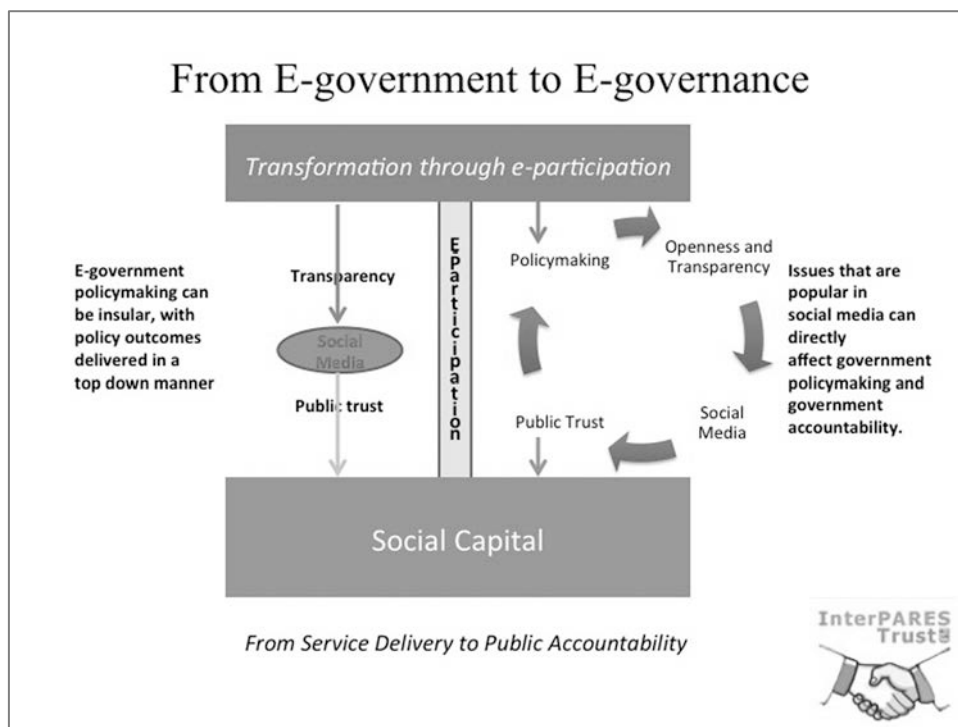 From E-government to E-governance
Transformation through e-participation
E-government
policymaking can
be insular, with
policy outcomes
delivered in a
top down manner
Transparency
Social
Media
Public trust
E-Participation
Policymaking
Openness and
Transparency
Social
Media
Public Trust
Issues that are
popular in
social media can
directly
affect government
policymaking and
government
accountability.
Social Capital
From Service Delivery to Public Accountability
InterPARES
Trust